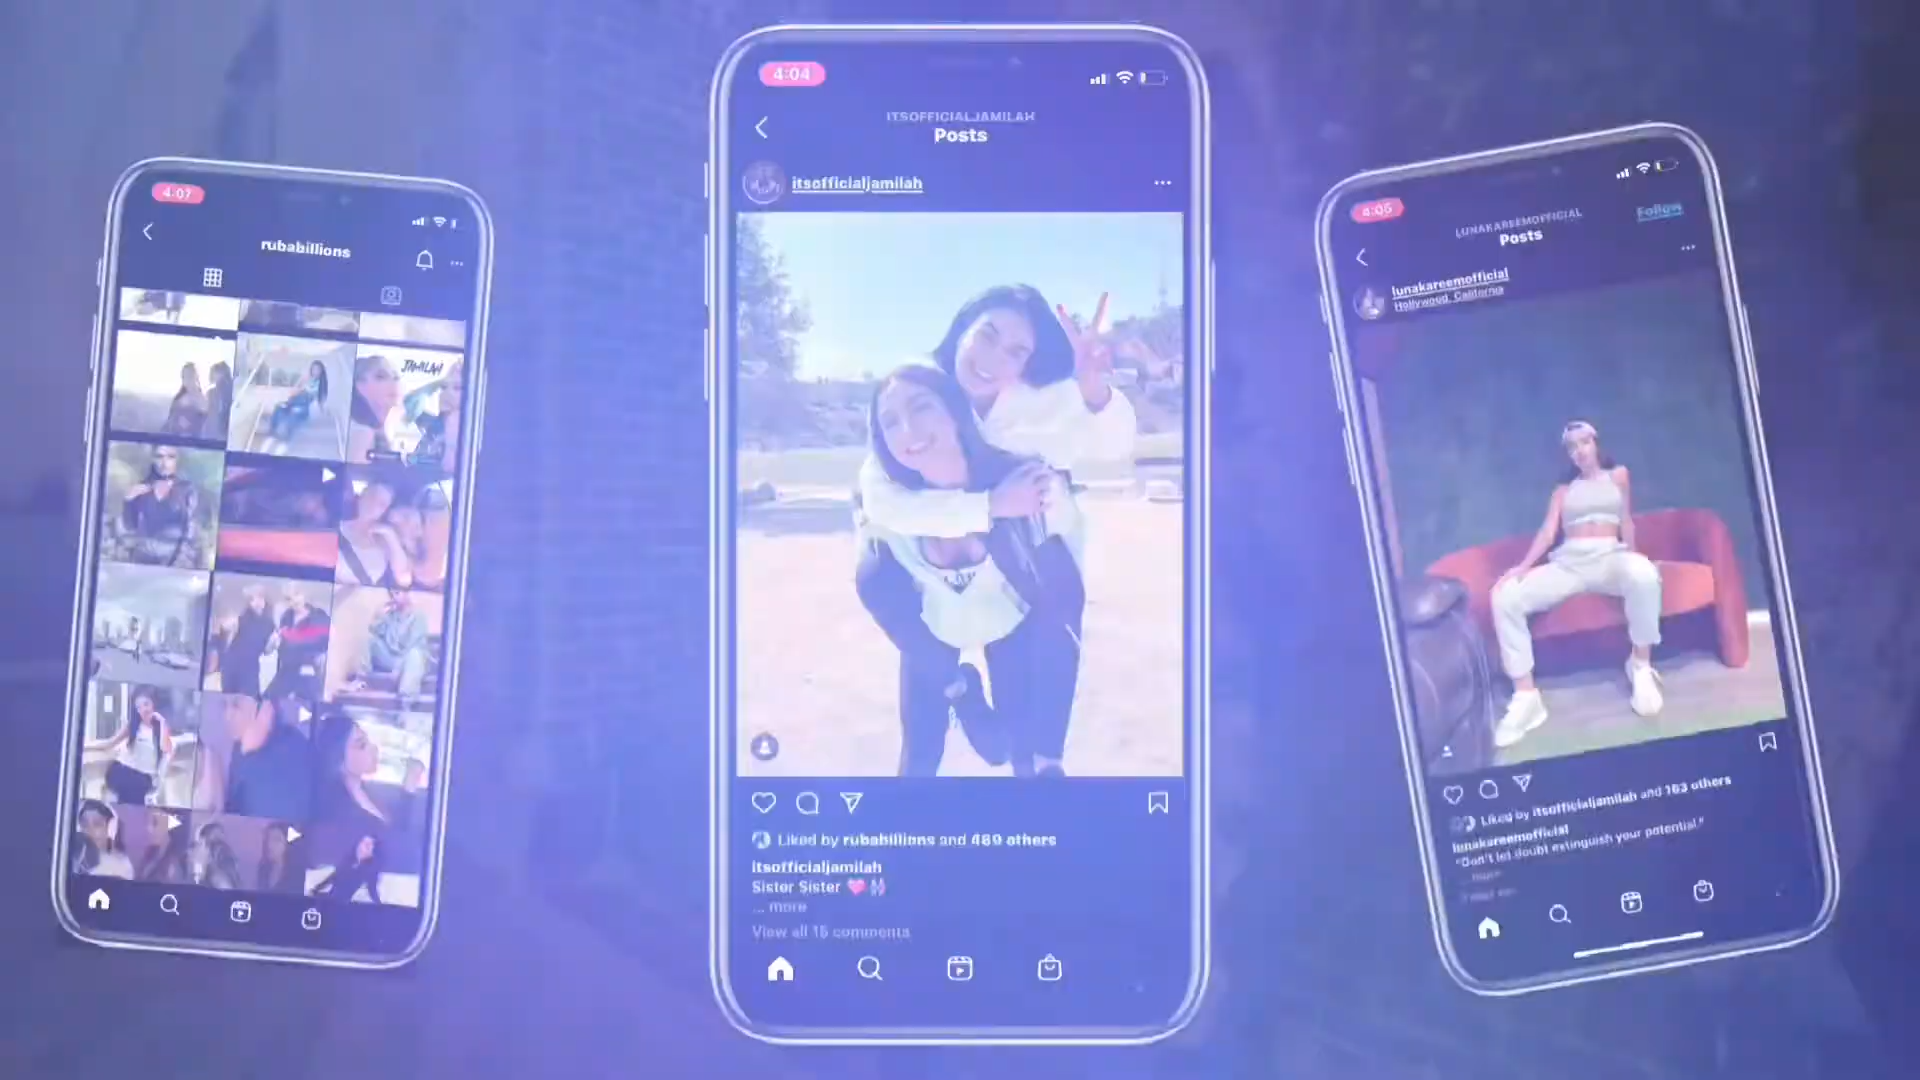 4:07
rubabillions
JAMILAH
4:04
ITSOFFICIALJAMILAH
Posts
itsofficialjamilah
Liked by rubabillions and 489 others
itsofficialjamilah
Sister Sister
... more
View all 15 comments
4:05
LUNAKAREEMOFFICIAL
Posts
Follow
lunakareemofficial
Hollywood, California
Liked by itsofficialjamilah and 163 others
lunakareemofficial
"Don't let doubt extinguish your potential."
... more